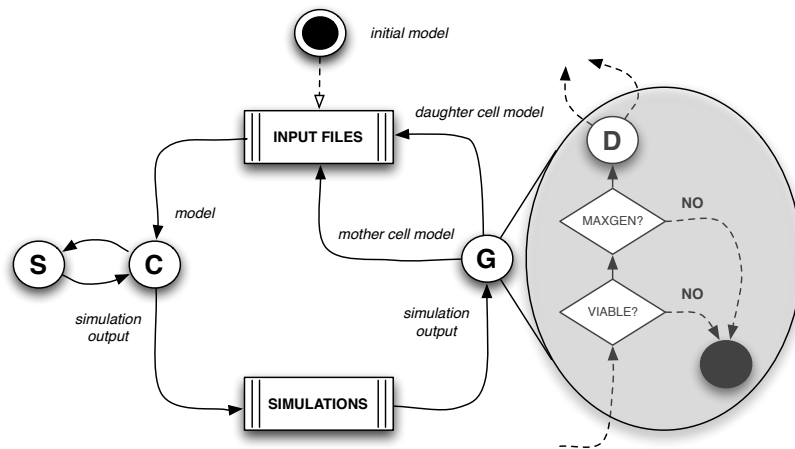 initial model
daughter cell model
INPUT FILES
D
NO
model
mother cell model
MAXGEN?
S
C
G
NO
VIABLE?
simulation
output
simulation
output
SIMULATIONS